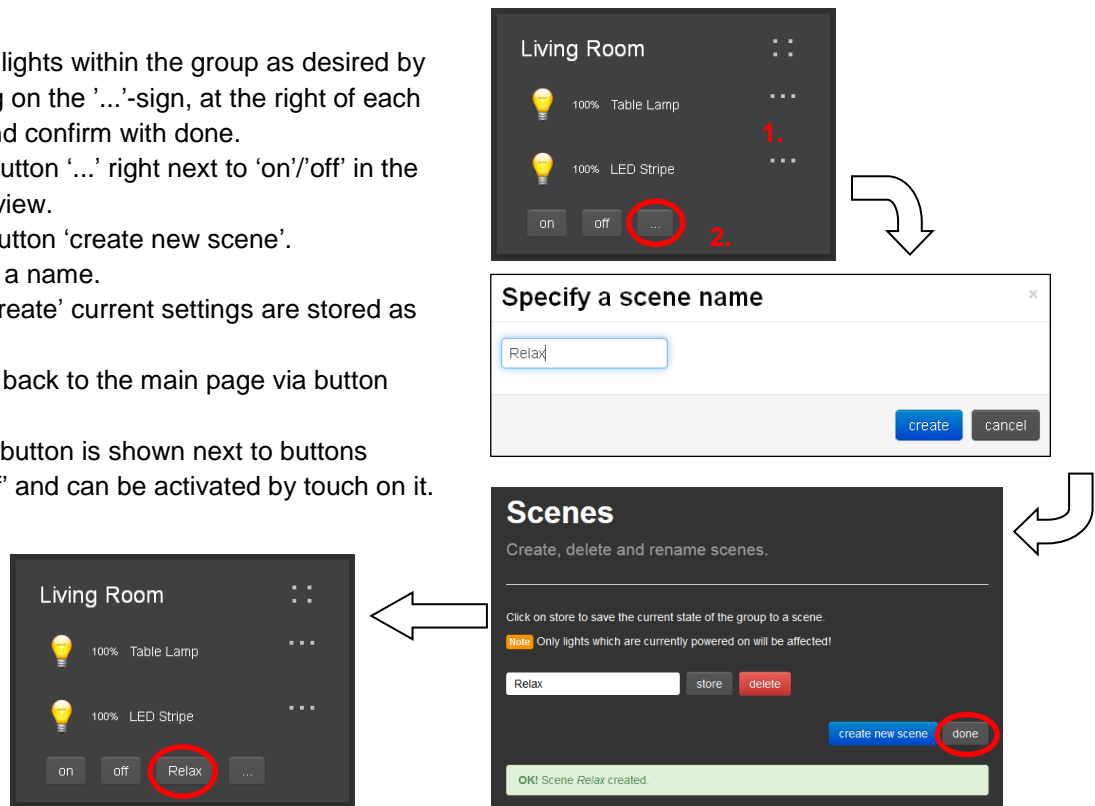 lights within the group as desired by
on the '...'-sign, at the right of each
confirm with done.
'...' right next to 'on'/'off' in the
view.
'create new scene'.
a name.
current settings are stored as
back to the main page via button
button is shown next to buttons
and can be activated by touch on it.
Living Room
100% Table Lamp ...
1.
100% LED Stripe ...
on off ...
2.
Specify a scene name ×
Relax
create cancel
Scenes
Create, delete and rename scenes.
Click on store to save the current state of the group to a scene.
Note Only lights which are currently powered on will be affected!
Relax store delete
create new scene done
OK! Scene Relax created.
Living Room
100% Table Lamp ...
100% LED Stripe ...
on off Relax ...